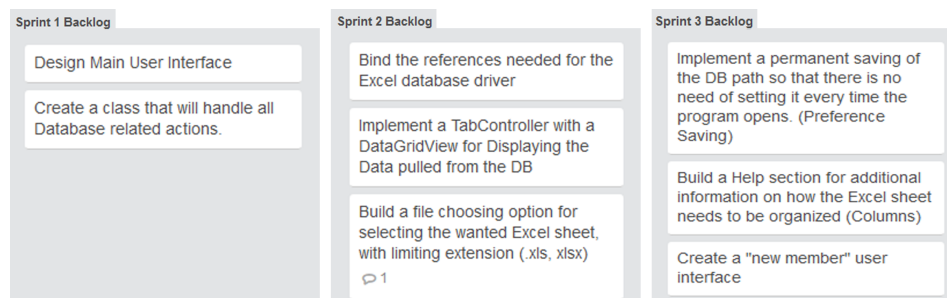 Sprint 1 Backlog
Design Main User Interface
Create a class that will handle all
Database related actions.
Sprint 2 Backlog
Bind the references needed for the
Excel database driver
Implement a TabController with a
DataGridView for Displaying the
Data pulled from the DB
Build a file choosing option for
selecting the wanted Excel sheet,
with limiting extension (.xls, xlsx)
1
Sprint 3 Backlog
Implement a permanent saving of
the DB path so that there is no
need of setting it every time the
program opens. (Preference
Saving)
Build a Help section for additional
information on how the Excel sheet
needs to be organized (Columns)
Create a "new member" user
interface